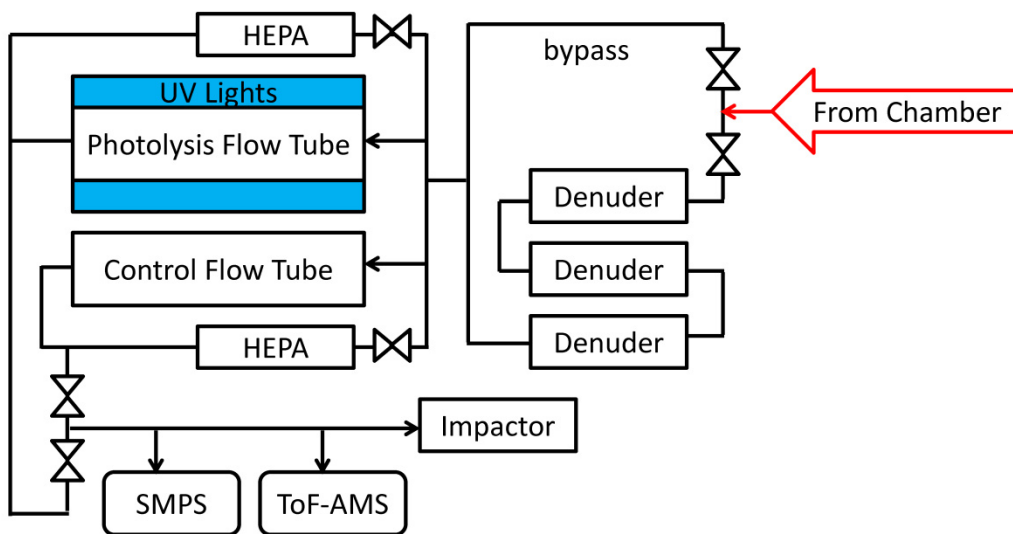 HEPA
bypass
UV Lights
From Chamber
Photolysis Flow Tube
Denuder
Control Flow Tube
Denuder
HEPA
Denuder
Impactor
SMPS
ToF-AMS